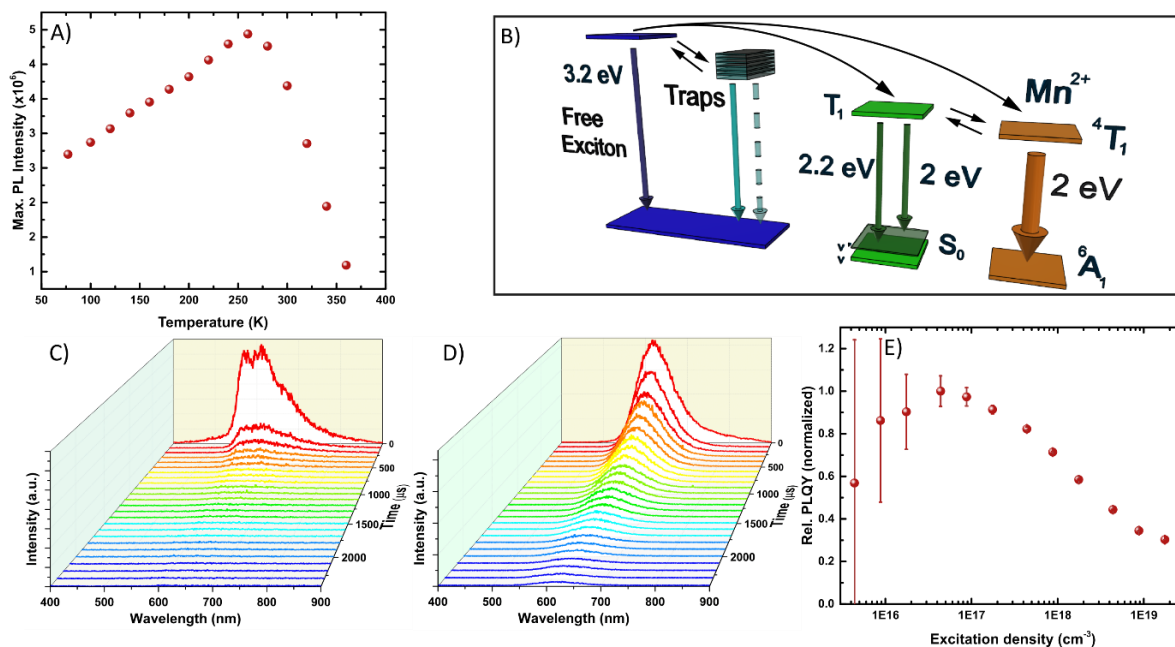 A)
Max. PL Intensity (x10⁶)
5
4
4
3
3
2
2
1
50 100 150 200 250 300 350 400
Temperature (K)
B)
3.2 eV
Free
Exciton
Traps
T₁
2.2 eV
2 eV
v'
v
S₀
Mn²⁺
⁴T₁
2 eV
⁶A₁
C)
Intensity (a.u.)
400 500 600 700 800 900
Wavelength (nm)
0
500
1000
1500
2000
Time (µs)
D)
Intensity (a.u.)
400 500 600 700 800 900
Wavelength (nm)
0
500
1000
1500
2000
Time (µs)
E)
Rel. PLQY (normalized)
1.2
1.0
0.8
0.6
0.4
0.2
0.0
1E16 1E17 1E18 1E19
Excitation density (cm⁻³)